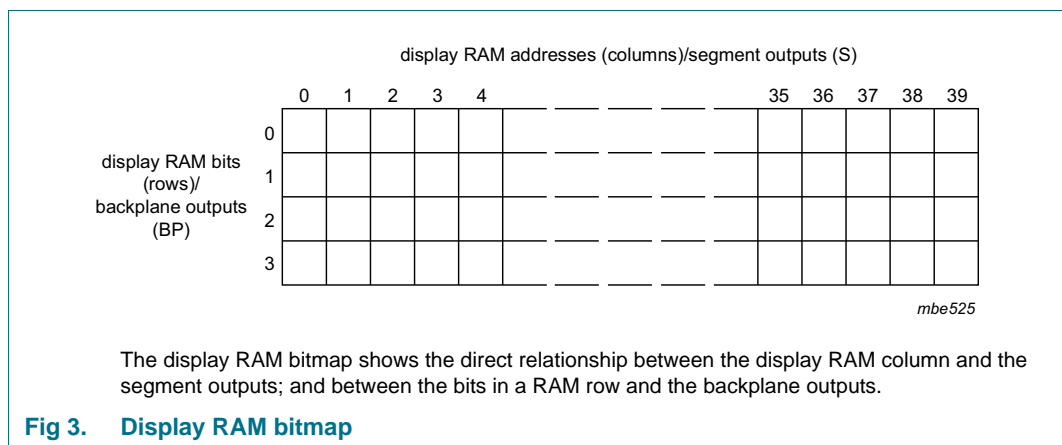 display RAM addresses (columns)/segment outputs (S)
0 1 2 3 4 35 36 37 38 39
0
display RAM bits
(rows)/
backplane outputs
(BP)
1
2
3
mbe525
The display RAM bitmap shows the direct relationship between the display RAM column and the
segment outputs; and between the bits in a RAM row and the backplane outputs.
Fig 3. Display RAM bitmap